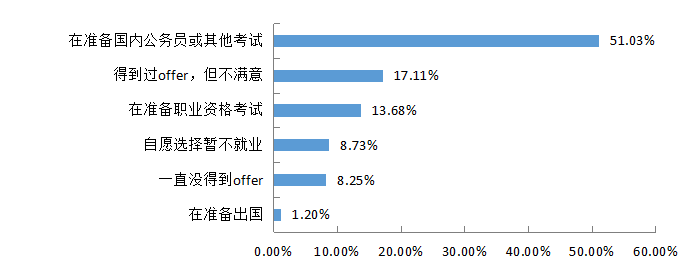 在准备国内公务员或其他考试 51.03%
得到过offer，但不满意 17.11%
在准备职业资格考试 13.68%
自愿选择暂不就业 8.73%
一直没得到offer 8.25%
在准备出国 1.20%
0.00% 10.00% 20.00% 30.00% 40.00% 50.00% 60.00%